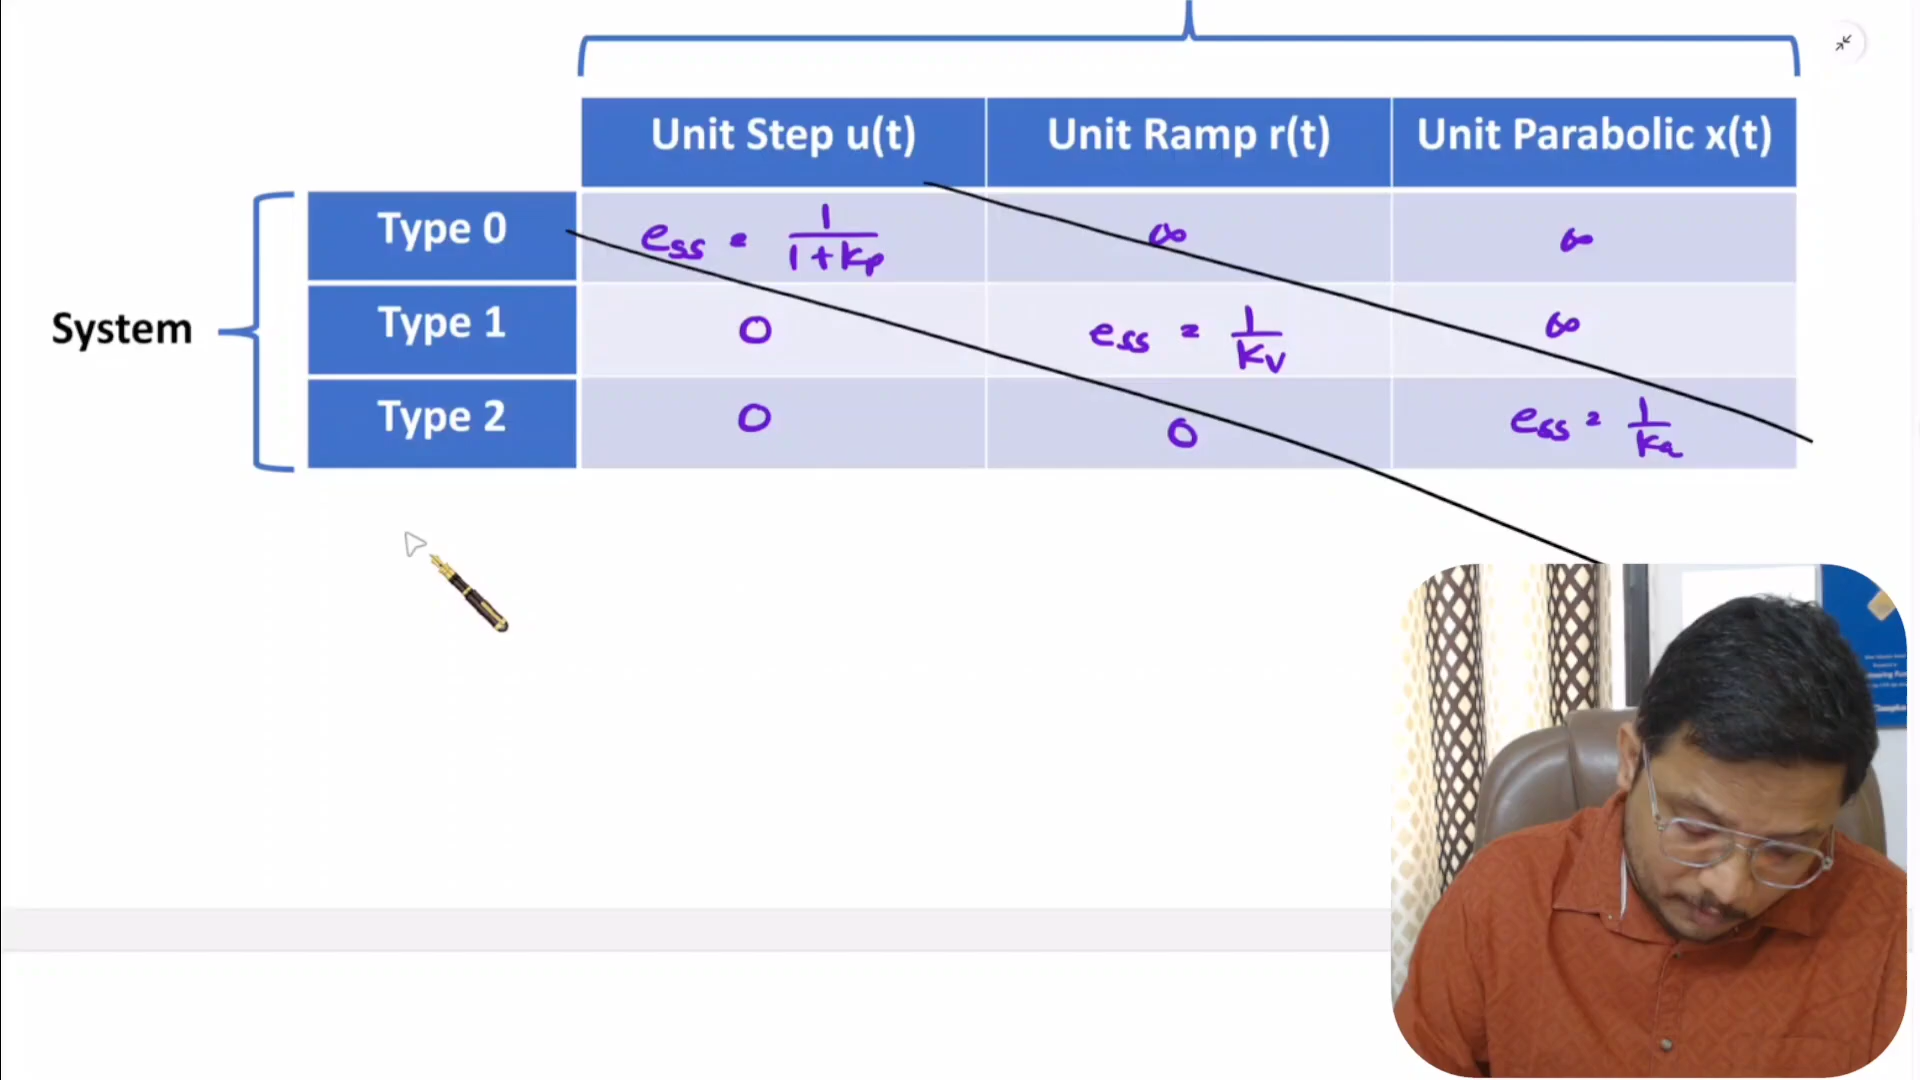 Unit Step u(t) Unit Ramp r(t) Unit Parabolic x(t)
Type 0 ess = 1/(1+Kp) ∞ ∞
System Type 1 0 ess = 1/Kv ∞
Type 2 0 0 ess = 1/Ka